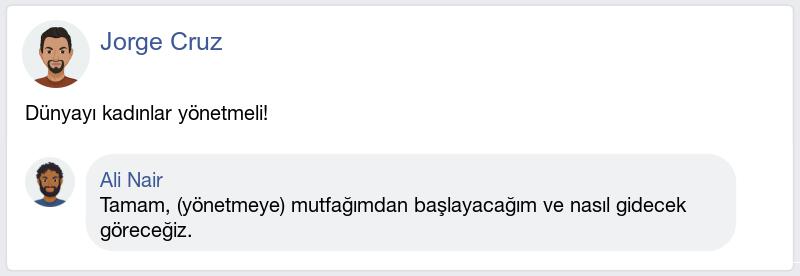 Jorge Cruz
Dünyayı kadınlar yönetmeli!
Ali Nair
Tamam, (yönetmeye) mutfağımdan başlayacağım ve nasıl gidecek
göreceğiz.